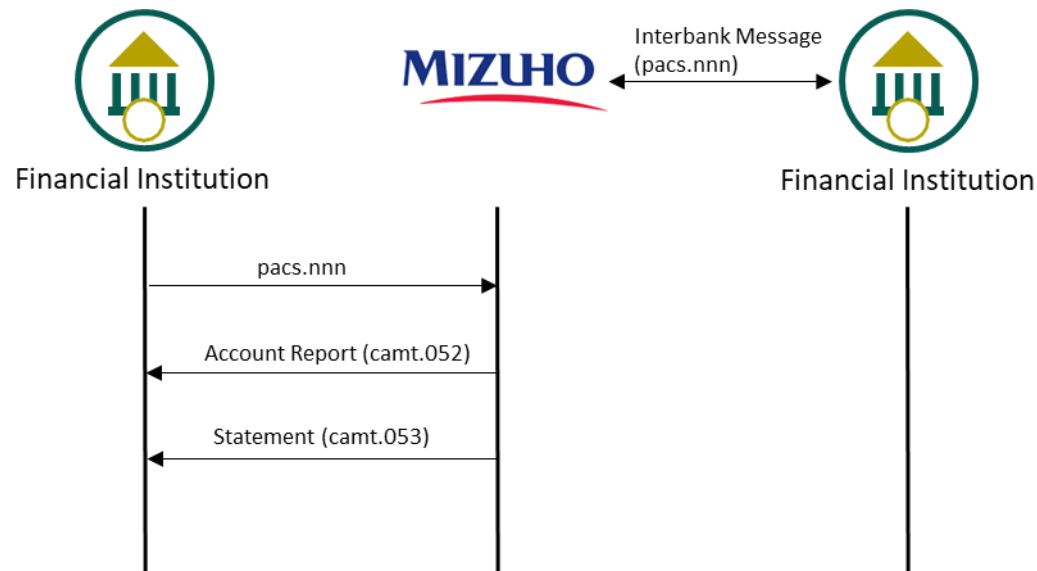 MIZUHO
Interbank Message
(pacs.nnn)
Financial Institution
Financial Institution
pacs.nnn
Account Report (camt.052)
Statement (camt.053)